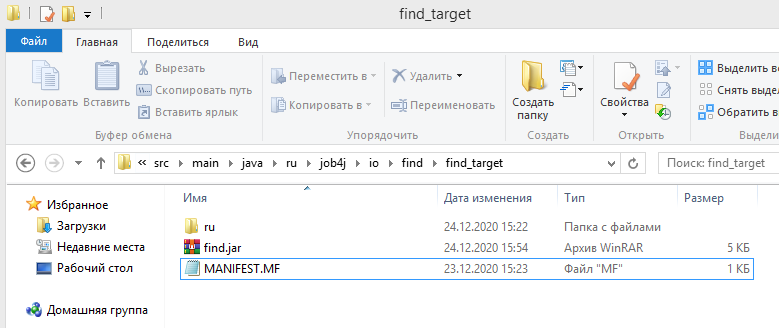 find_target
Файл Главная Поделиться Вид
Копировать
Вставить
Вырезать
Скопировать путь
Вставить ярлык
Буфер обмена
Переместить в
Копировать в
Удалить
Переименовать
Упорядочить
Создать папку
Создать
Свойства
Открыть
Выделить вс
Снять выдел
Обратить в
Выдели
« src main java ru job4j io find find_target
Поиск: find_target
Избранное
Загрузки
Недавние места
Рабочий стол
Домашняя группа
Имя Дата изменения Тип Размер
ru 24.12.2020 15:22 Папка с файлами
find.jar 24.12.2020 15:54 Архив WinRAR 5 КБ
MANIFEST.MF 23.12.2020 15:23 Файл "MF" 1 КБ